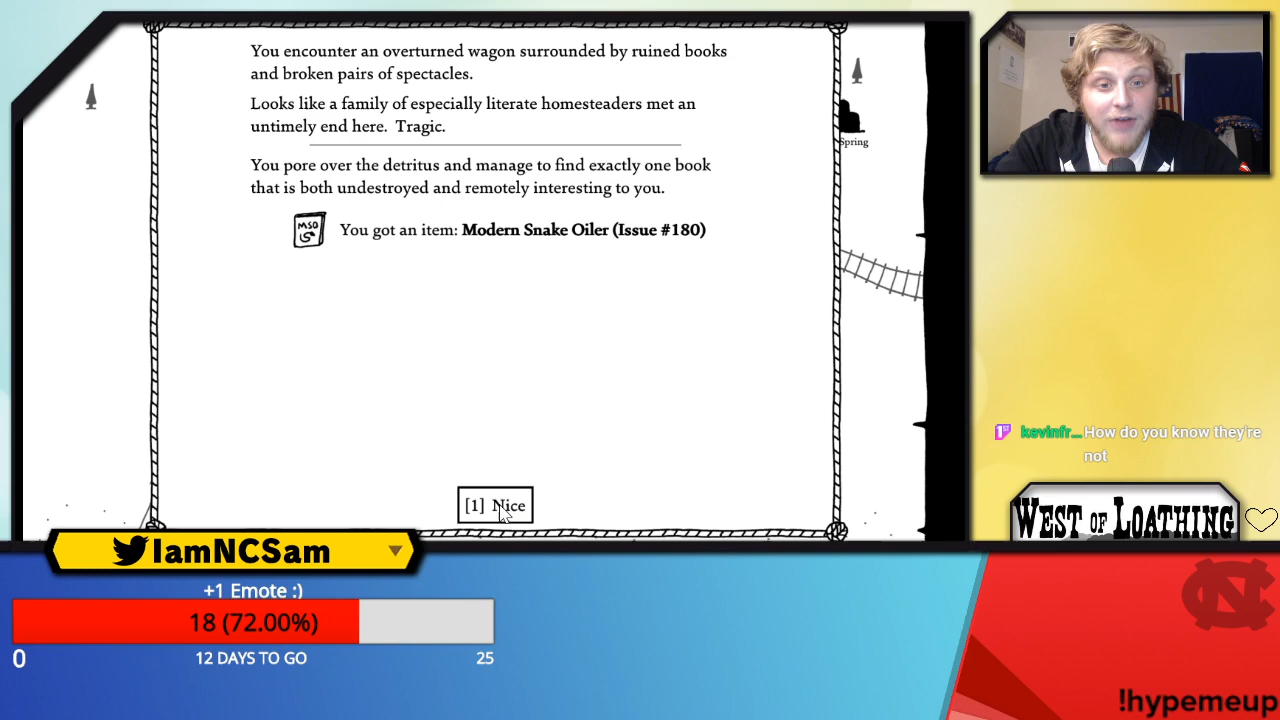 You encounter an overturned wagon surrounded by ruined books
and broken pairs of spectacles.
Looks like a family of especially literate homesteaders met an
untimely end here. Tragic.
You pore over the detritus and manage to find exactly one book
that is both undestroyed and remotely interesting to you.
MSO
You got an item: Modern Snake Oiler (Issue #180)
[1] Nice
Spring
kevinfr... How do you know they're
not
WEST OF LOATHING
IamNCSam
+1 Emote :)
18 (72.00%)
0
12 DAYS TO GO
25
NC
!hypemeup